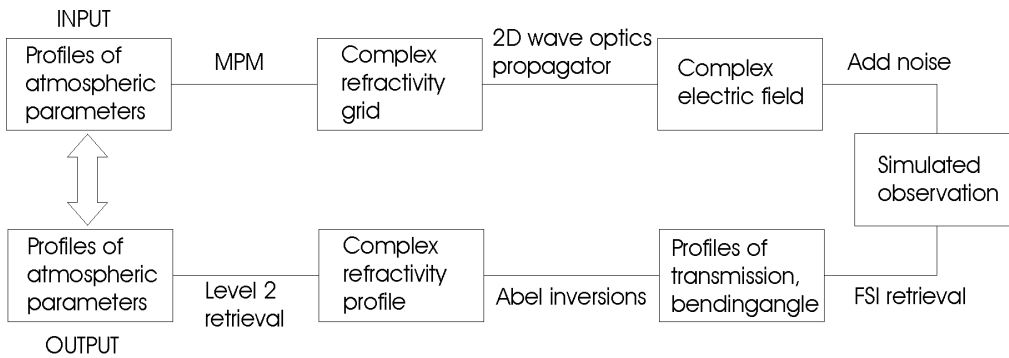 INPUT
Profiles of
atmospheric
parameters
MPM
Complex
refractivity
grid
2D wave optics
propagator
Complex
electric field
Add noise
Simulated
observation
Profiles of
atmospheric
parameters
Level 2
retrieval
Complex
refractivity
profile
Abel inversions
Profiles of
transmission,
bendingangle
FSI retrieval
OUTPUT